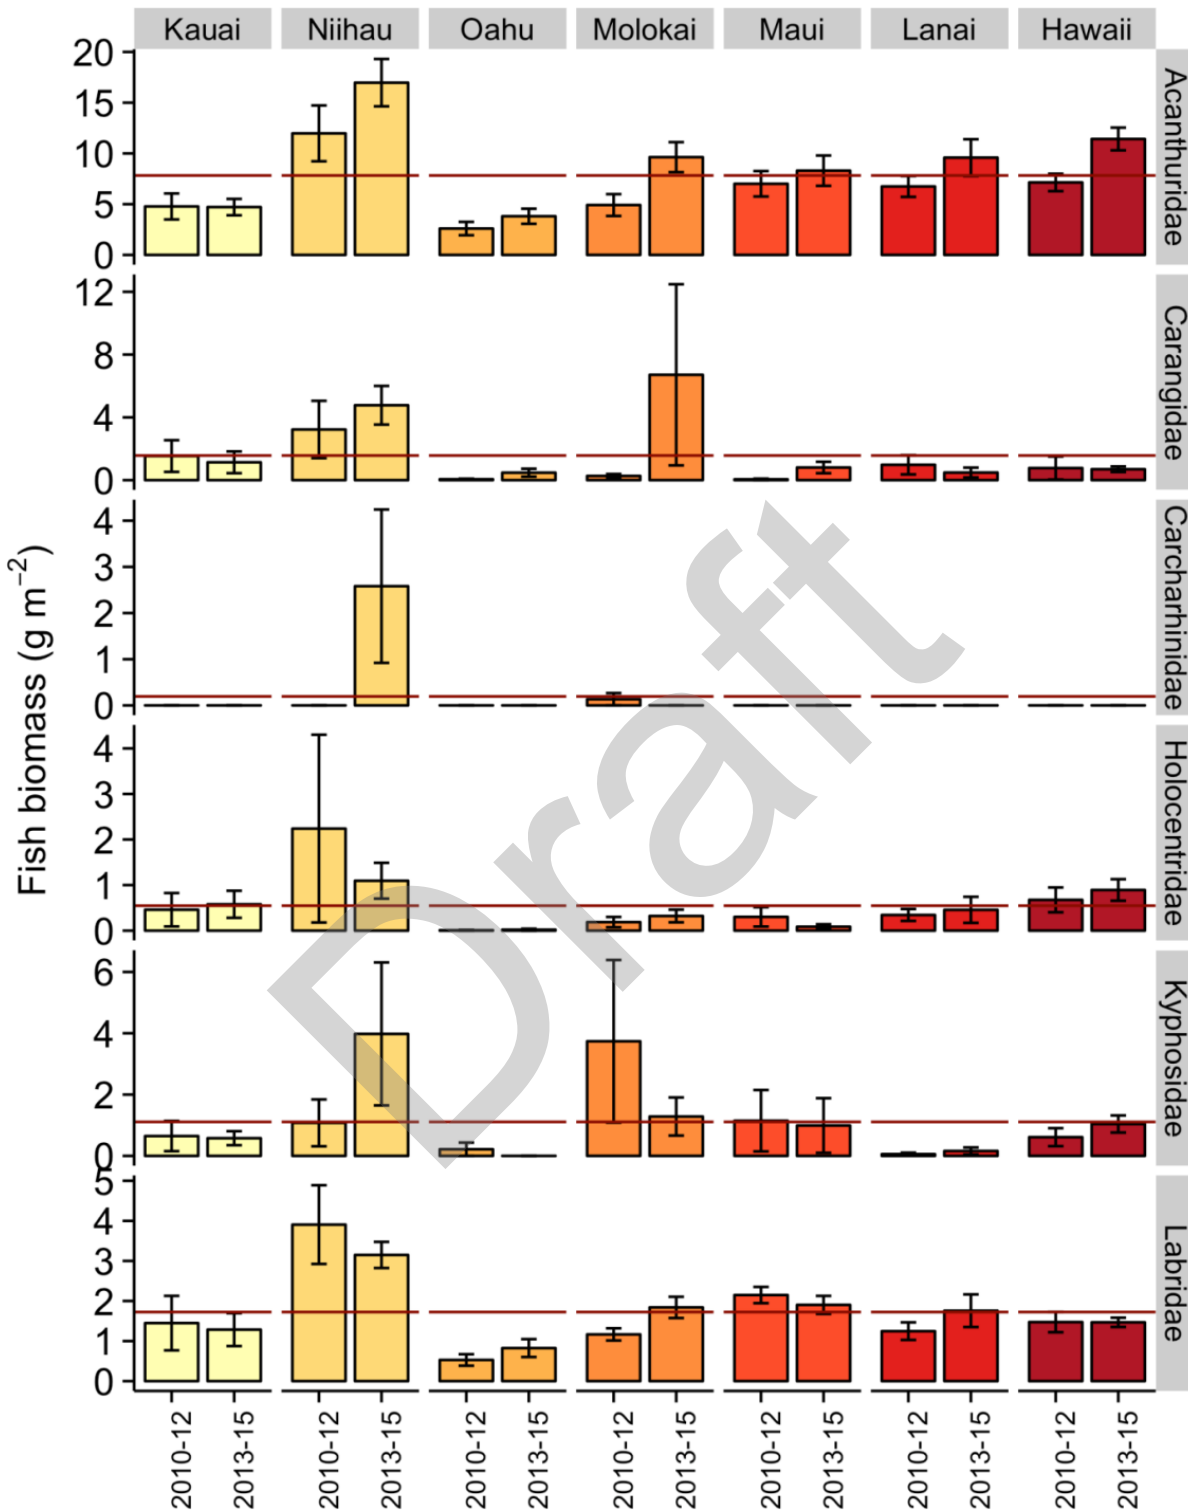 Kauai Niihau Oahu Molokai Maui Lanai Hawaii
Fish biomass (g m⁻²)
20
15
10
5
0
Acanthuridae
12
8
4
0
Carangidae
4
3
2
1
0
Carcharhinidae
4
3
2
1
0
Holocentridae
6
4
2
0
Kyphosidae
5
4
3
2
1
0
Labridae
2010-12 2013-15 2010-12 2013-15 2010-12 2013-15 2010-12 2013-15 2010-12 2013-15 2010-12 2013-15 2010-12 2013-15
Draft